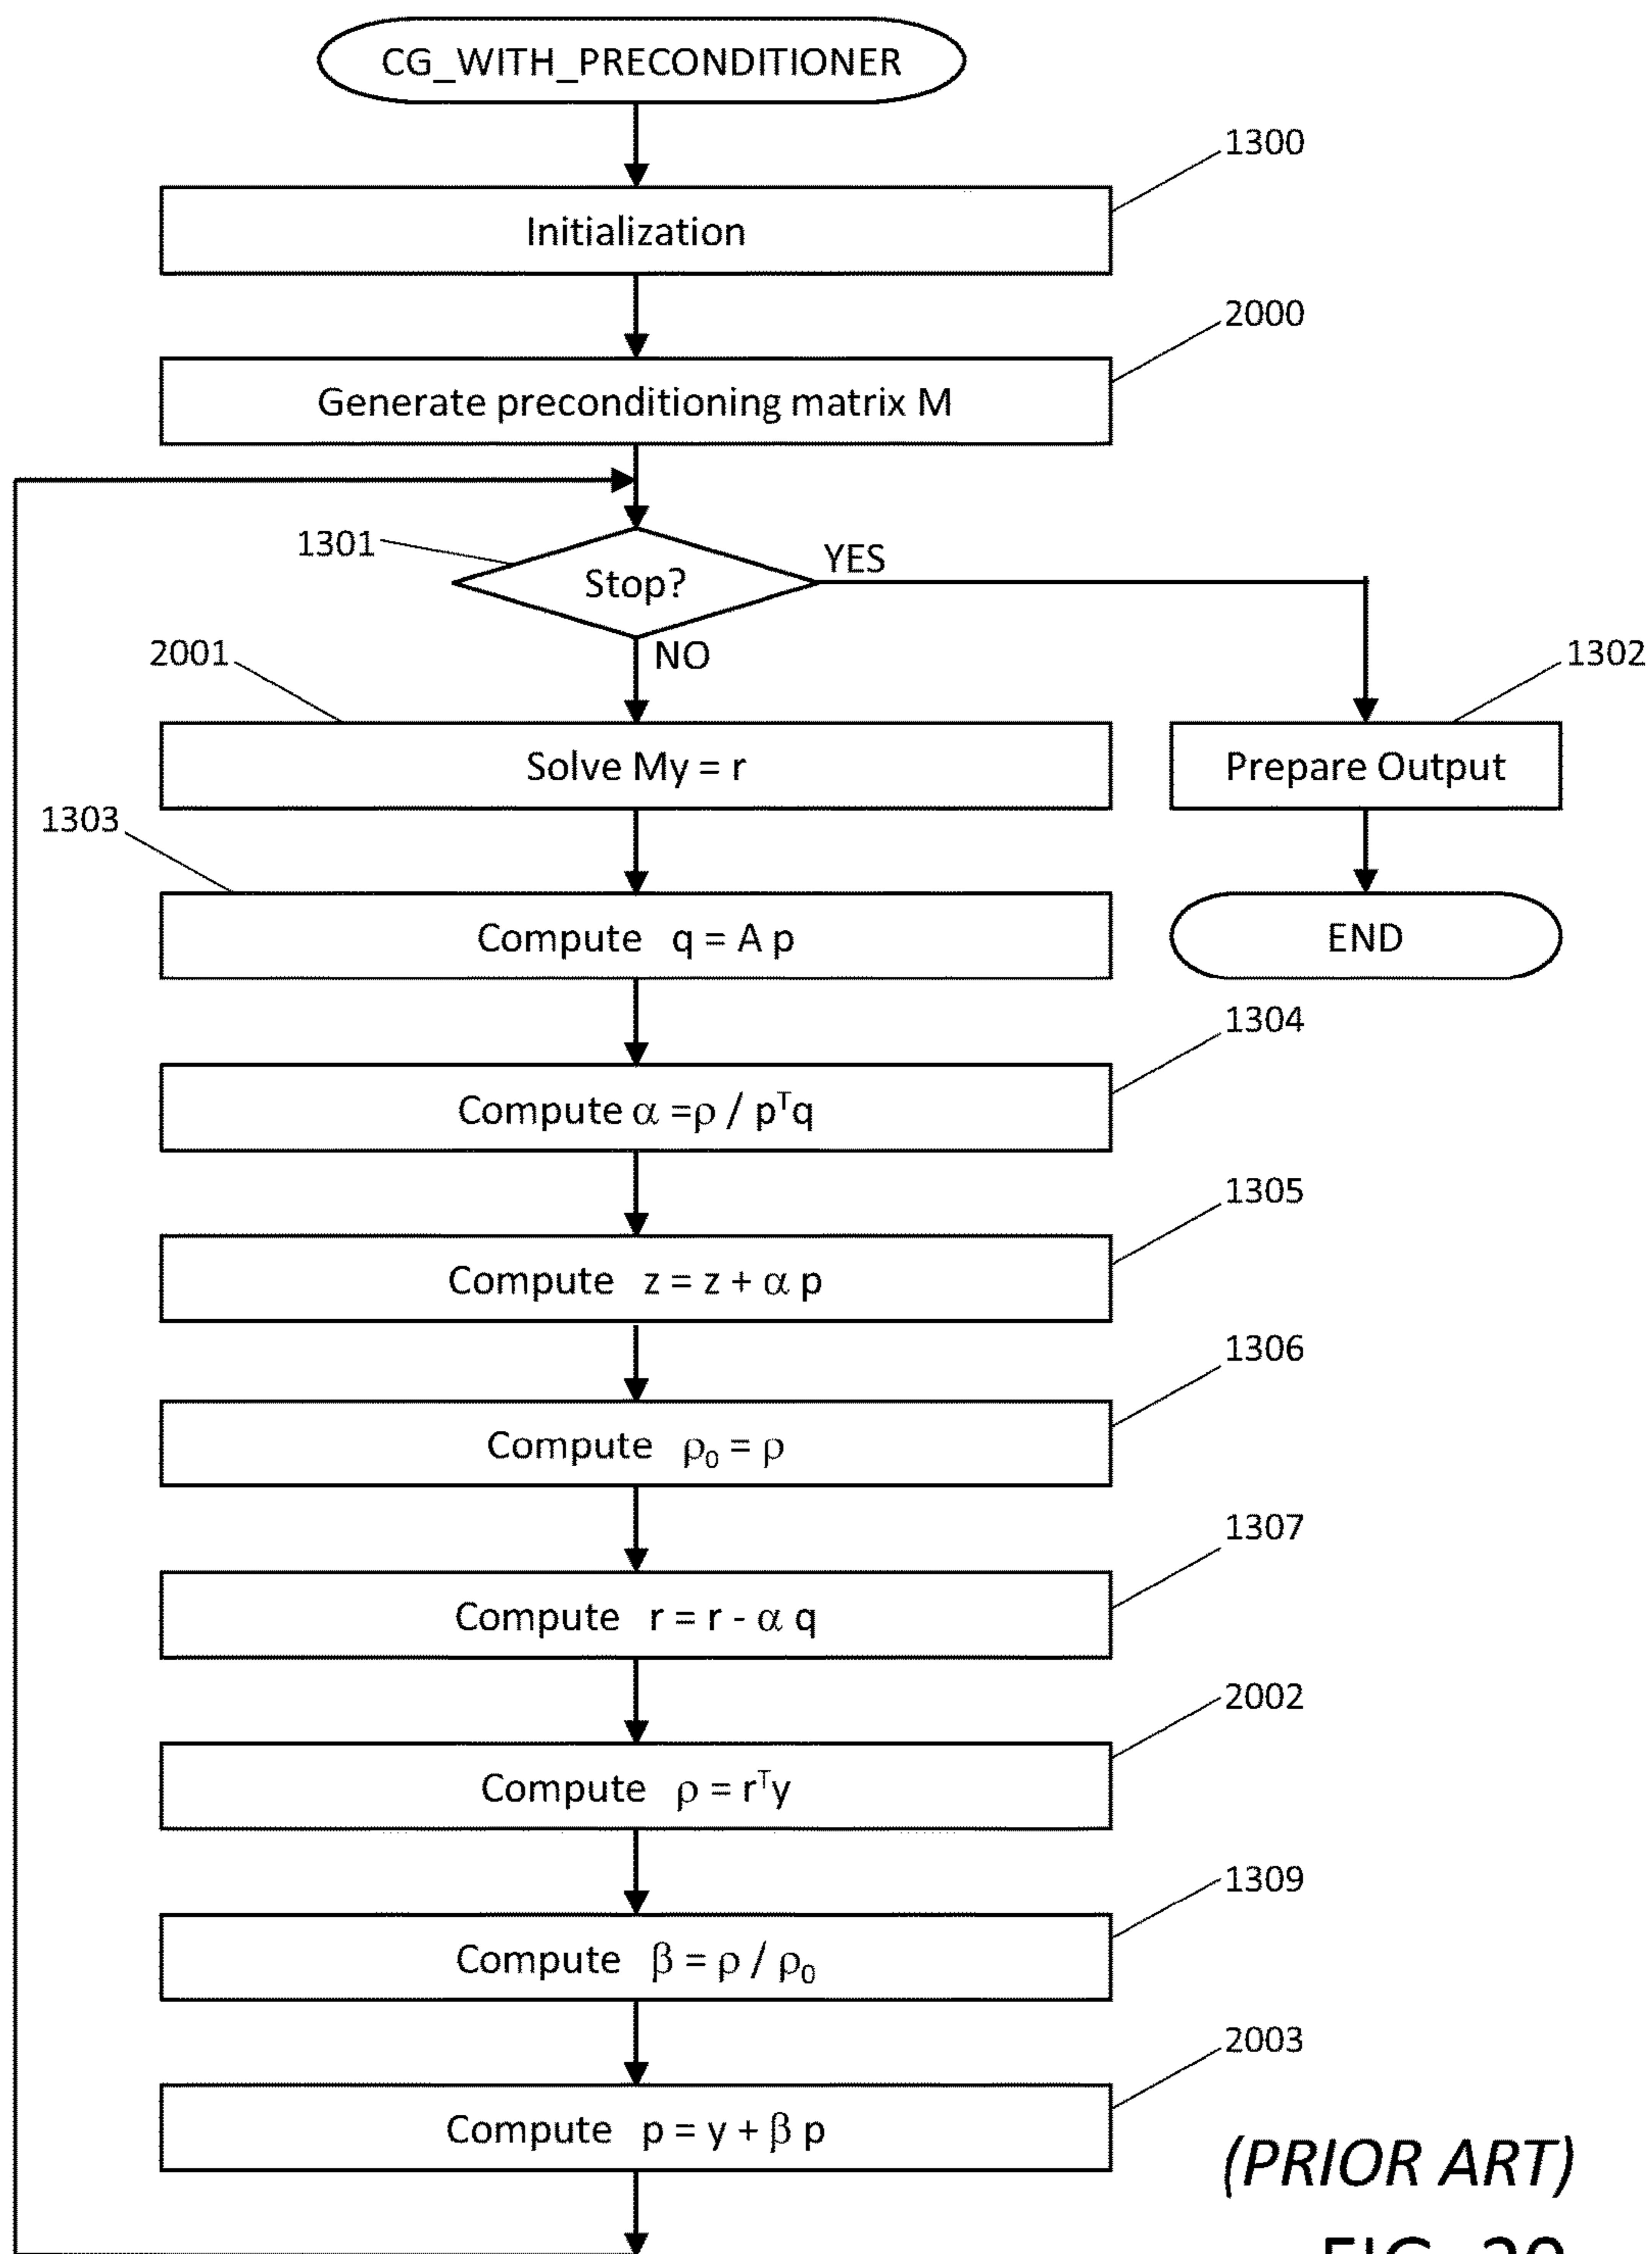 CG_WITH_PRECONDITIONER
1300
Initialization
2000
Generate preconditioning matrix M
1301
Stop?
YES
NO
2001
1302
Solve My = r
Prepare Output
1303
Compute q = A p
END
1304
Compute α =ρ / pᵀq
1305
Compute z = z + α p
1306
Compute ρ₀ = ρ
1307
Compute r = r - α q
2002
Compute ρ = rᵀy
1309
Compute β = ρ / ρ₀
2003
Compute p = y + β p
(PRIOR ART)